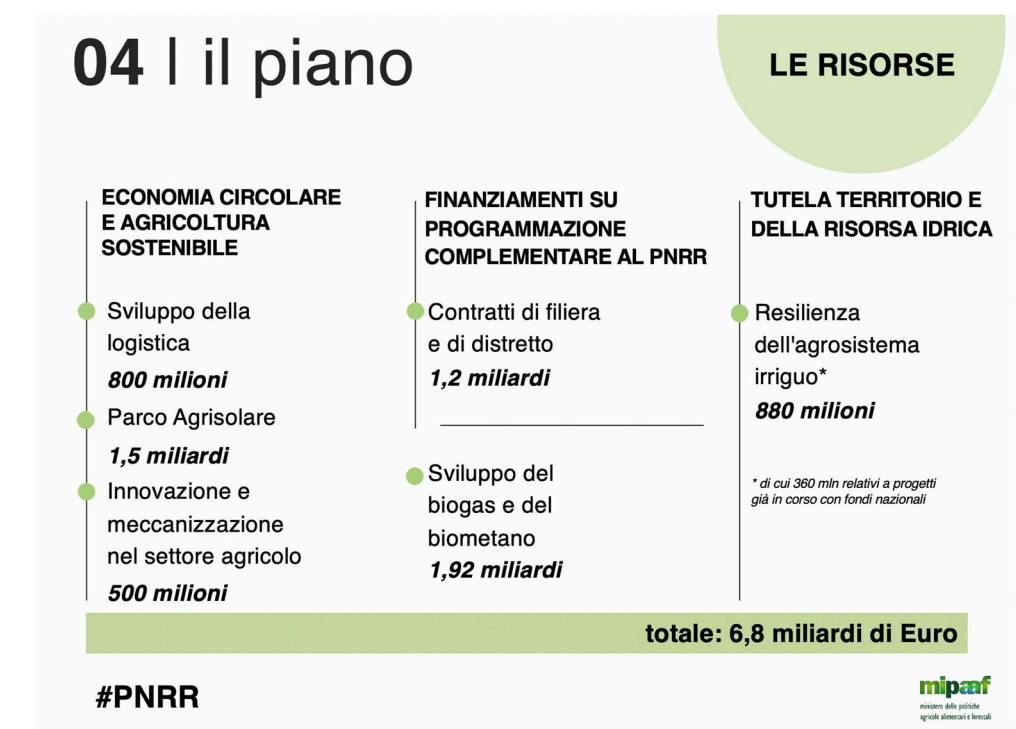 04 | il piano
LE RISORSE
ECONOMIA CIRCOLARE
E AGRICOLTURA
SOSTENIBILE
Sviluppo della
logistica
800 milioni
Parco Agrisolare
1,5 miliardi
Innovazione e
meccanizzazione
nel settore agricolo
500 milioni
FINANZIAMENTI SU
PROGRAMMAZIONE
COMPLEMENTARE AL PNRR
Contratti di filiera
e di distretto
1,2 miliardi
Sviluppo del
biogas e del
biometano
1,92 miliardi
TUTELA TERRITORIO E
DELLA RISORSA IDRICA
Resilienza
dell'agrosistema
irriguo*
880 milioni
* di cui 360 mln relativi a progetti
già in corso con fondi nazionali
totale: 6,8 miliardi di Euro
#PNRR
mipaaf
ministero delle politiche
agricole alimentari e forestali